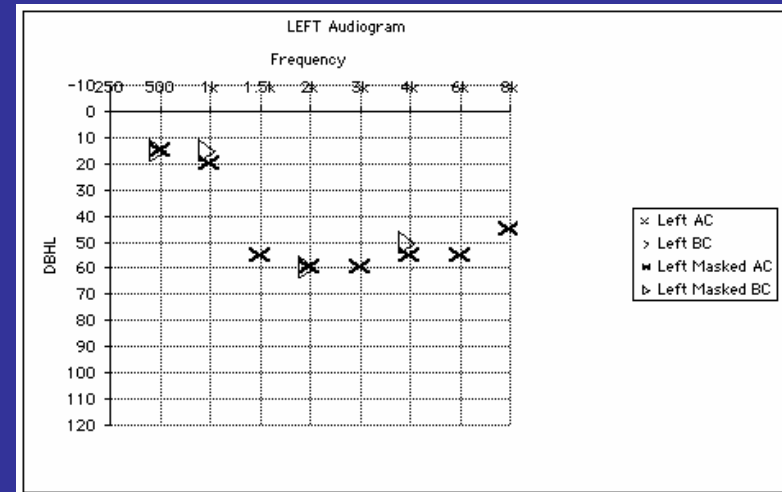 LEFT Audiogram
Frequency
-10 250 500 1k 1.5k 2k 3k 4k 6k 8k
0
10
20
30
40
50
60
70
80
90
100
110
120
DBHL
× Left AC
> Left BC
Left Masked AC
▷ Left Masked BC